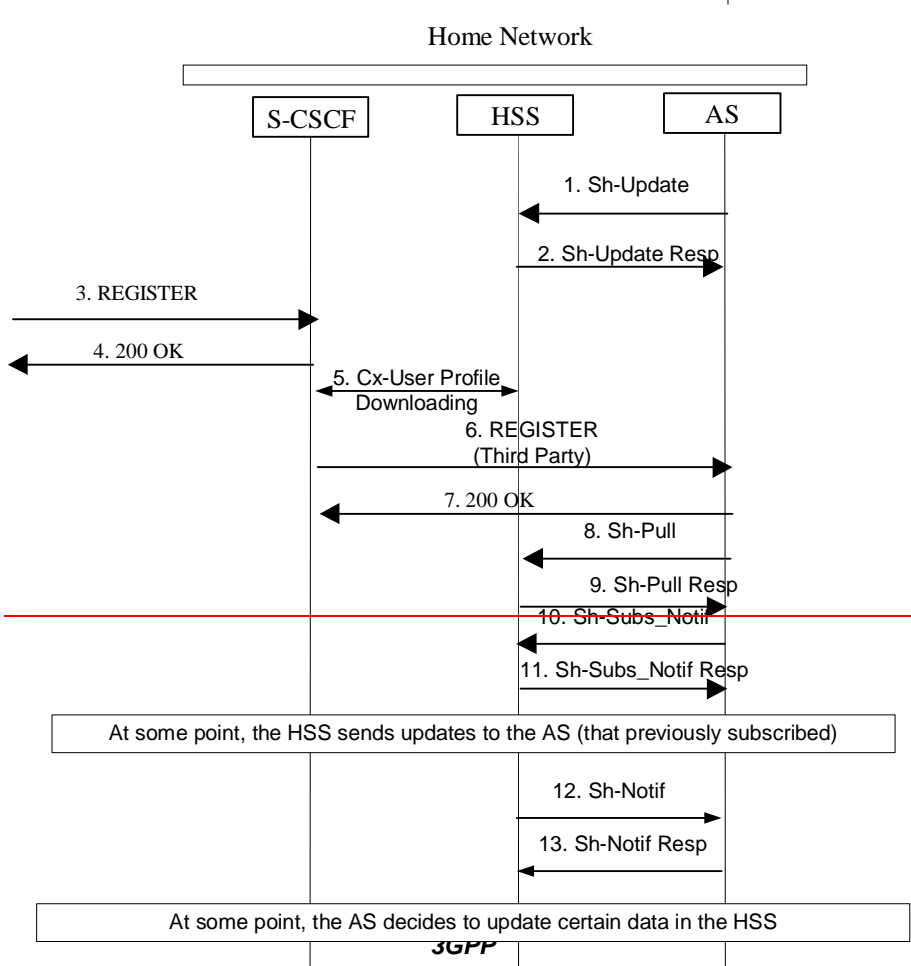 Home Network
S-CSCF
HSS
AS
1. Sh-Update
2. Sh-Update Resp
3. REGISTER
4. 200 OK
5. Cx-User Profile
Downloading
6. REGISTER
(Third Party)
7. 200 OK
8. Sh-Pull
9. Sh-Pull Resp
10. Sh-Subs_Notif
11. Sh-Subs_Notif Resp
At some point, the HSS sends updates to the AS (that previously subscribed)
12. Sh-Notif
13. Sh-Notif Resp
At some point, the AS decides to update certain data in the HSS
3GPP